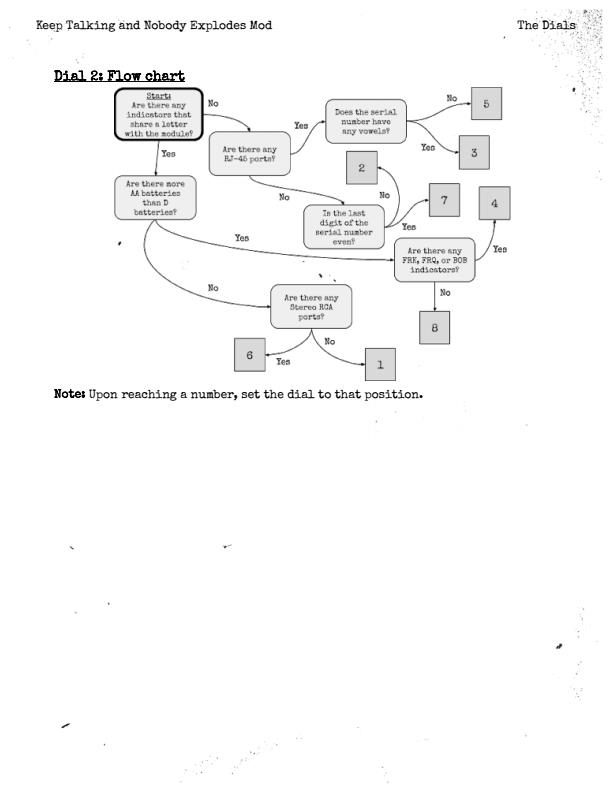 Keep Talking and Nobody Explodes Mod
The Dials
Dial 2: Flow chart
Start:
Are there any
indicators that
share a letter
with the module?
No
Yes
Are there any
RJ-45 ports?
Yes
Does the serial
number have
any vowels?
No
5
Yes
3
No
Is the last
digit of the
serial number
even?
No
2
Yes
7
Are there more
AA batteries
than D
batteries?
Yes
Are there any
FRK, FRQ, or BOB
indicators?
Yes
4
No
8
No
Are there any
Stereo RCA
ports?
Yes
6
No
1
Note: Upon reaching a number, set the dial to that position.